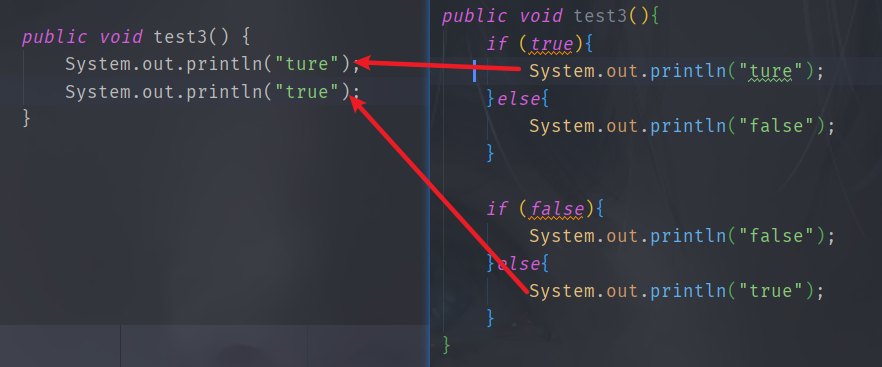 public void test3() {
System.out.println("ture");
System.out.println("true");
}
public void test3(){
if (true){
System.out.println("ture");
}else{
System.out.println("false");
}
if (false){
System.out.println("false");
}else{
System.out.println("true");
}
}